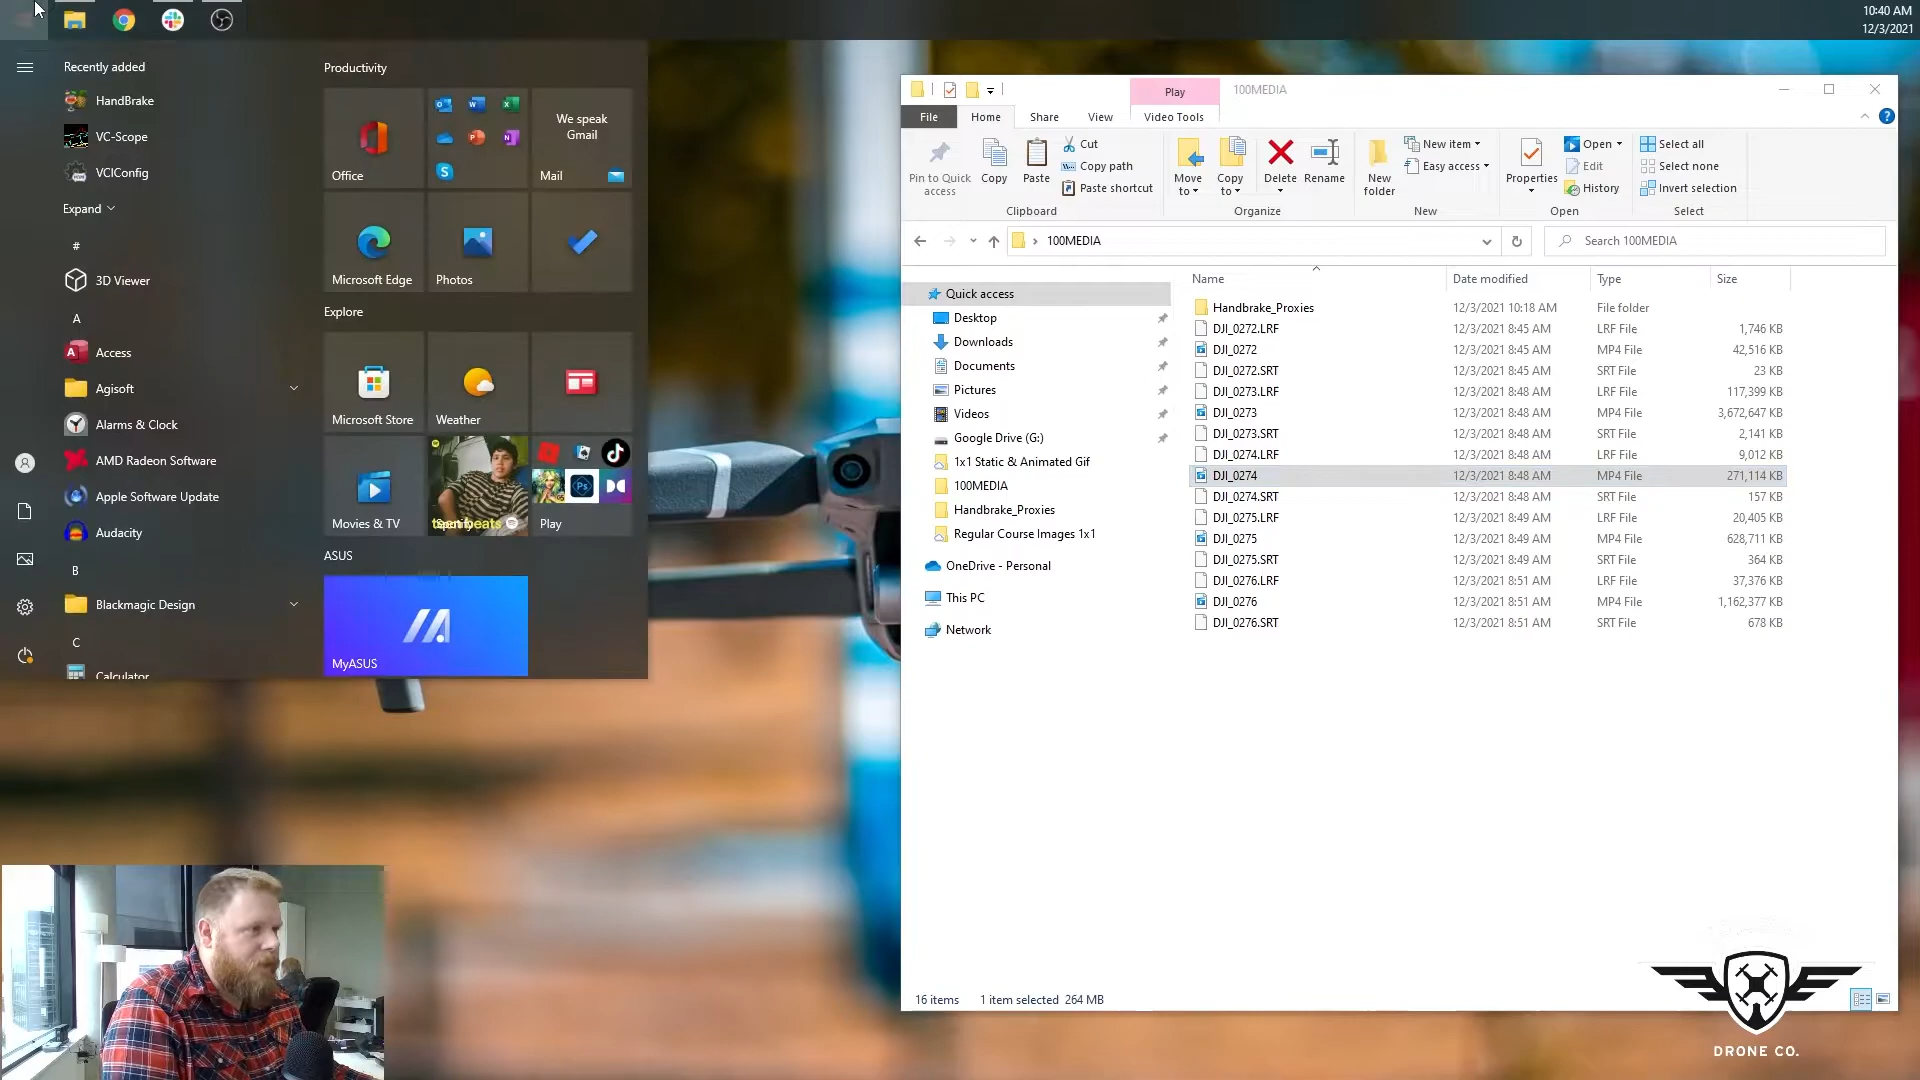 10:40 AM
12/3/2021
Recently added
HandBrake
VC-Scope
VCIConfig
Expand
#
3D Viewer
A
Access
Agisoft
Alarms & Clock
AMD Radeon Software
Apple Software Update
Audacity
B
Blackmagic Design
C
Calculator
Productivity
Office
We speak
Gmail
Mail
Microsoft Edge
Photos
Explore
Microsoft Store
Weather
Movies & TV
Play
ASUS
MyASUS
Play
100MEDIA
File
Home
Share
View
Video Tools
Pin to Quick
access
Copy
Paste
Cut
Copy path
Paste shortcut
Clipboard
Move
to
Copy
to
Delete
Rename
Organize
New
folder
New item
Easy access
New
Properties
Open
Edit
History
Open
Select all
Select none
Invert selection
Select
100MEDIA
Search 100MEDIA
Quick access
Desktop
Downloads
Documents
Pictures
Videos
Google Drive (G:)
1x1 Static & Animated Gif
100MEDIA
Handbrake_Proxies
Regular Course Images 1x1
OneDrive - Personal
This PC
Network
Name Date modified Type Size
Handbrake_Proxies 12/3/2021 10:18 AM File folder
DJI_0272.LRF 12/3/2021 8:45 AM LRF File 1,746 KB
DJI_0272 12/3/2021 8:45 AM MP4 File 42,516 KB
DJI_0272.SRT 12/3/2021 8:45 AM SRT File 23 KB
DJI_0273.LRF 12/3/2021 8:48 AM LRF File 117,399 KB
DJI_0273 12/3/2021 8:48 AM MP4 File 3,672,647 KB
DJI_0273.SRT 12/3/2021 8:48 AM SRT File 2,141 KB
DJI_0274.LRF 12/3/2021 8:48 AM LRF File 9,012 KB
DJI_0274 12/3/2021 8:48 AM MP4 File 271,114 KB
DJI_0274.SRT 12/3/2021 8:48 AM SRT File 157 KB
DJI_0275.LRF 12/3/2021 8:49 AM LRF File 20,405 KB
DJI_0275 12/3/2021 8:49 AM MP4 File 628,711 KB
DJI_0275.SRT 12/3/2021 8:49 AM SRT File 364 KB
DJI_0276.LRF 12/3/2021 8:51 AM LRF File 37,376 KB
DJI_0276 12/3/2021 8:51 AM MP4 File 1,162,377 KB
DJI_0276.SRT 12/3/2021 8:51 AM SRT File 678 KB
16 items 1 item selected 264 MB
DRONE CO.